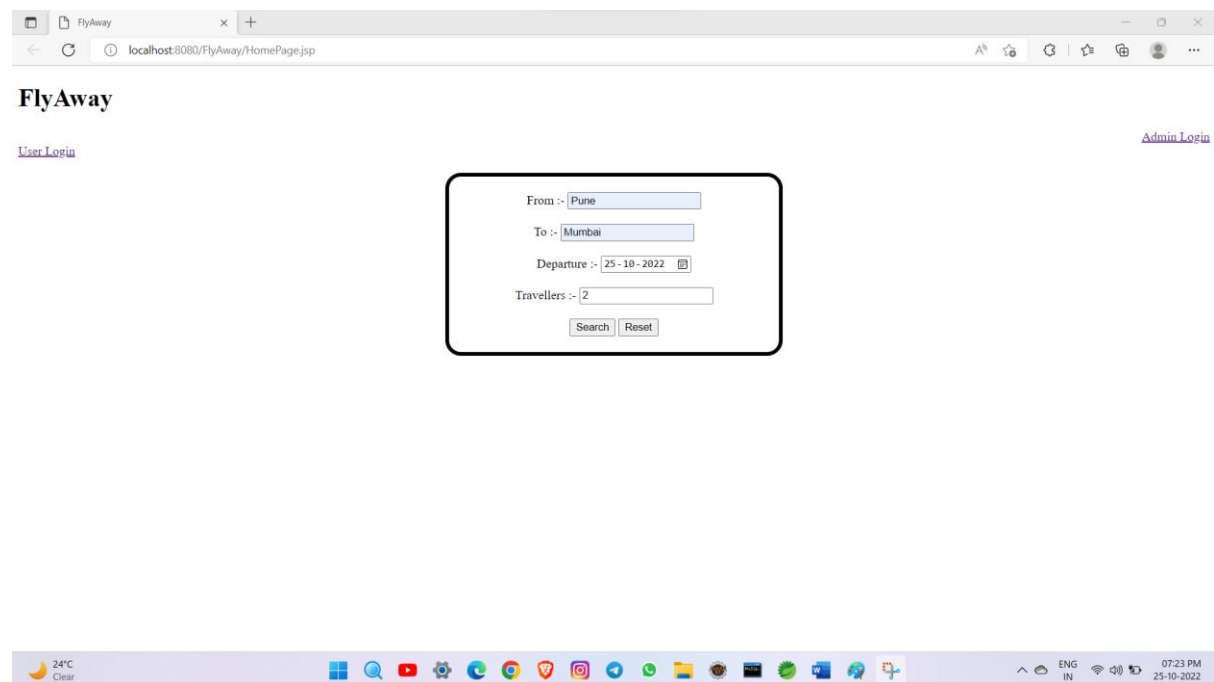 FlyAway
localhost:8080/FlyAway/HomePage.jsp
FlyAway
Admin Login
User Login
From :- Pune
To :- Mumbai
Departure :- 25-10-2022
Travellers :- 2
Search Reset
24°C
Clear
ENG
IN
07:23 PM
25-10-2022